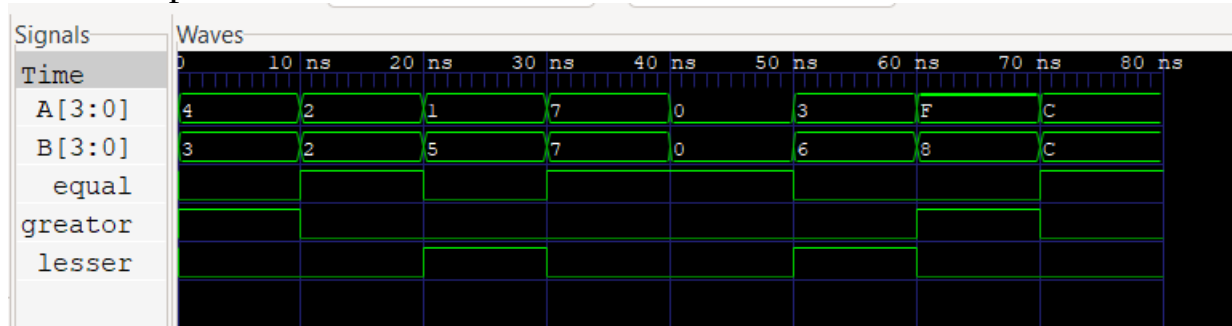 Signals Waves
Time 0 10 ns 20 ns 30 ns 40 ns 50 ns 60 ns 70 ns 80 ns
A[3:0] 4 2 1 7 0 3 F C
B[3:0] 3 2 5 7 0 6 8 C
equal
greator
lesser